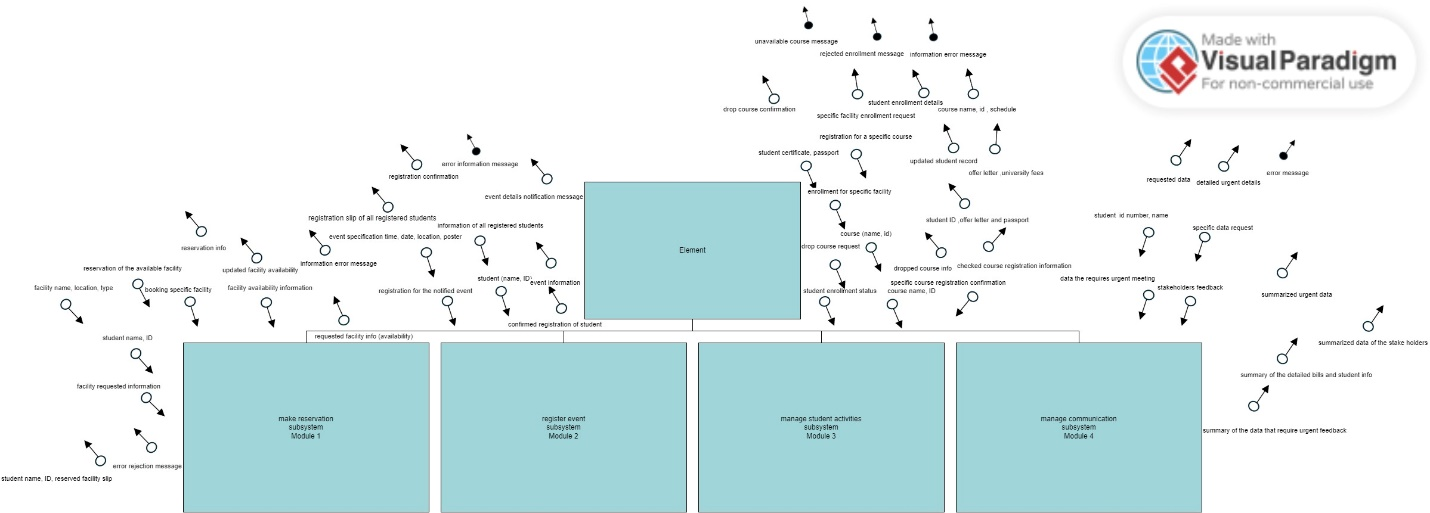 unavailable course message
rejected enrollment message
information error message
Made with
Visual Paradigm
For non-commercial use
drop course confirmation
student enrollment details
course name, id , schedule
specific facility enrollment request
registration for a specific course
error information message
registration confirmation
student certificate, passport
updated student record
offer letter ,university fees
requested data
detailed urgent details
error message
event details notification message
enrollment for specific facility
registration slip of all registered students
student ID ,offer letter and passport
student id number, name
information of all registered students
event specification time, date, location, poster
course (name, id)
specific data request
reservation info
drop course request
Element
information error message
updated facility availability
reservation of the available facility
dropped course info
checked course registration information
student (name, ID)
event information
data the requires urgent meeting
facility name, location, type
booking specific facility
facility availability information
registration for the notified event
student enrollment status
specific course registration confirmation
course name, ID
stakeholders feedback
summarized urgent data
confirmed registration of student
requested facility info (availability)
student name, ID
summarized data of the stake holders
facility requested information
summary of the detailed bills and student info
make reservation
subsystem
Module 1
register event
subsystem
Module 2
manage student activities
subsystem
Module 3
manage communication
subsystem
Module 4
summary of the data that require urgent feedback
error rejection message
student name, ID, reserved facility slip